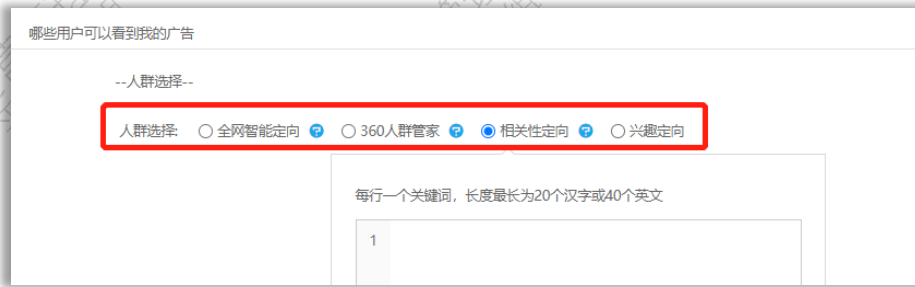 哪些用户可以看到我的广告
--人群选择--
人群选择: 全网智能定向 ? 360人群管家 ? 相关性定向 ? 兴趣定向
每行一个关键词，长度最长为20个汉字或40个英文
1